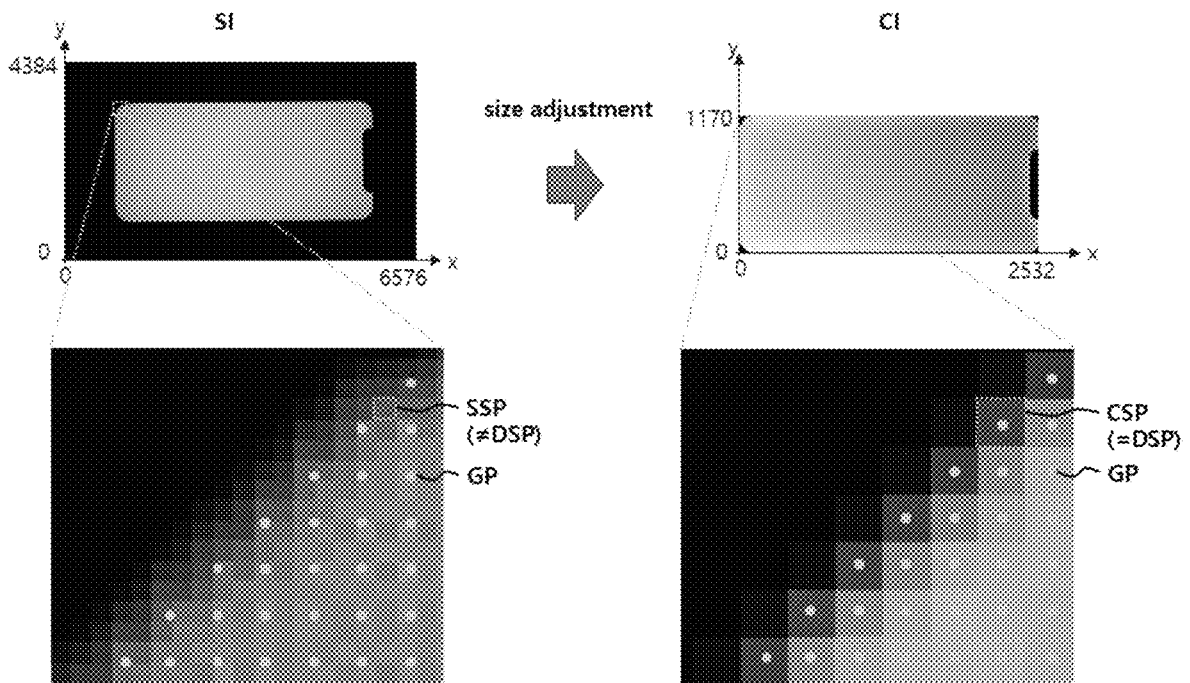 SI
y
4384
0
0
6576
x
size adjustment
CI
y
1170
0
0
2532
x
SSP
(≠DSP)
GP
CSP
(=DSP)
GP